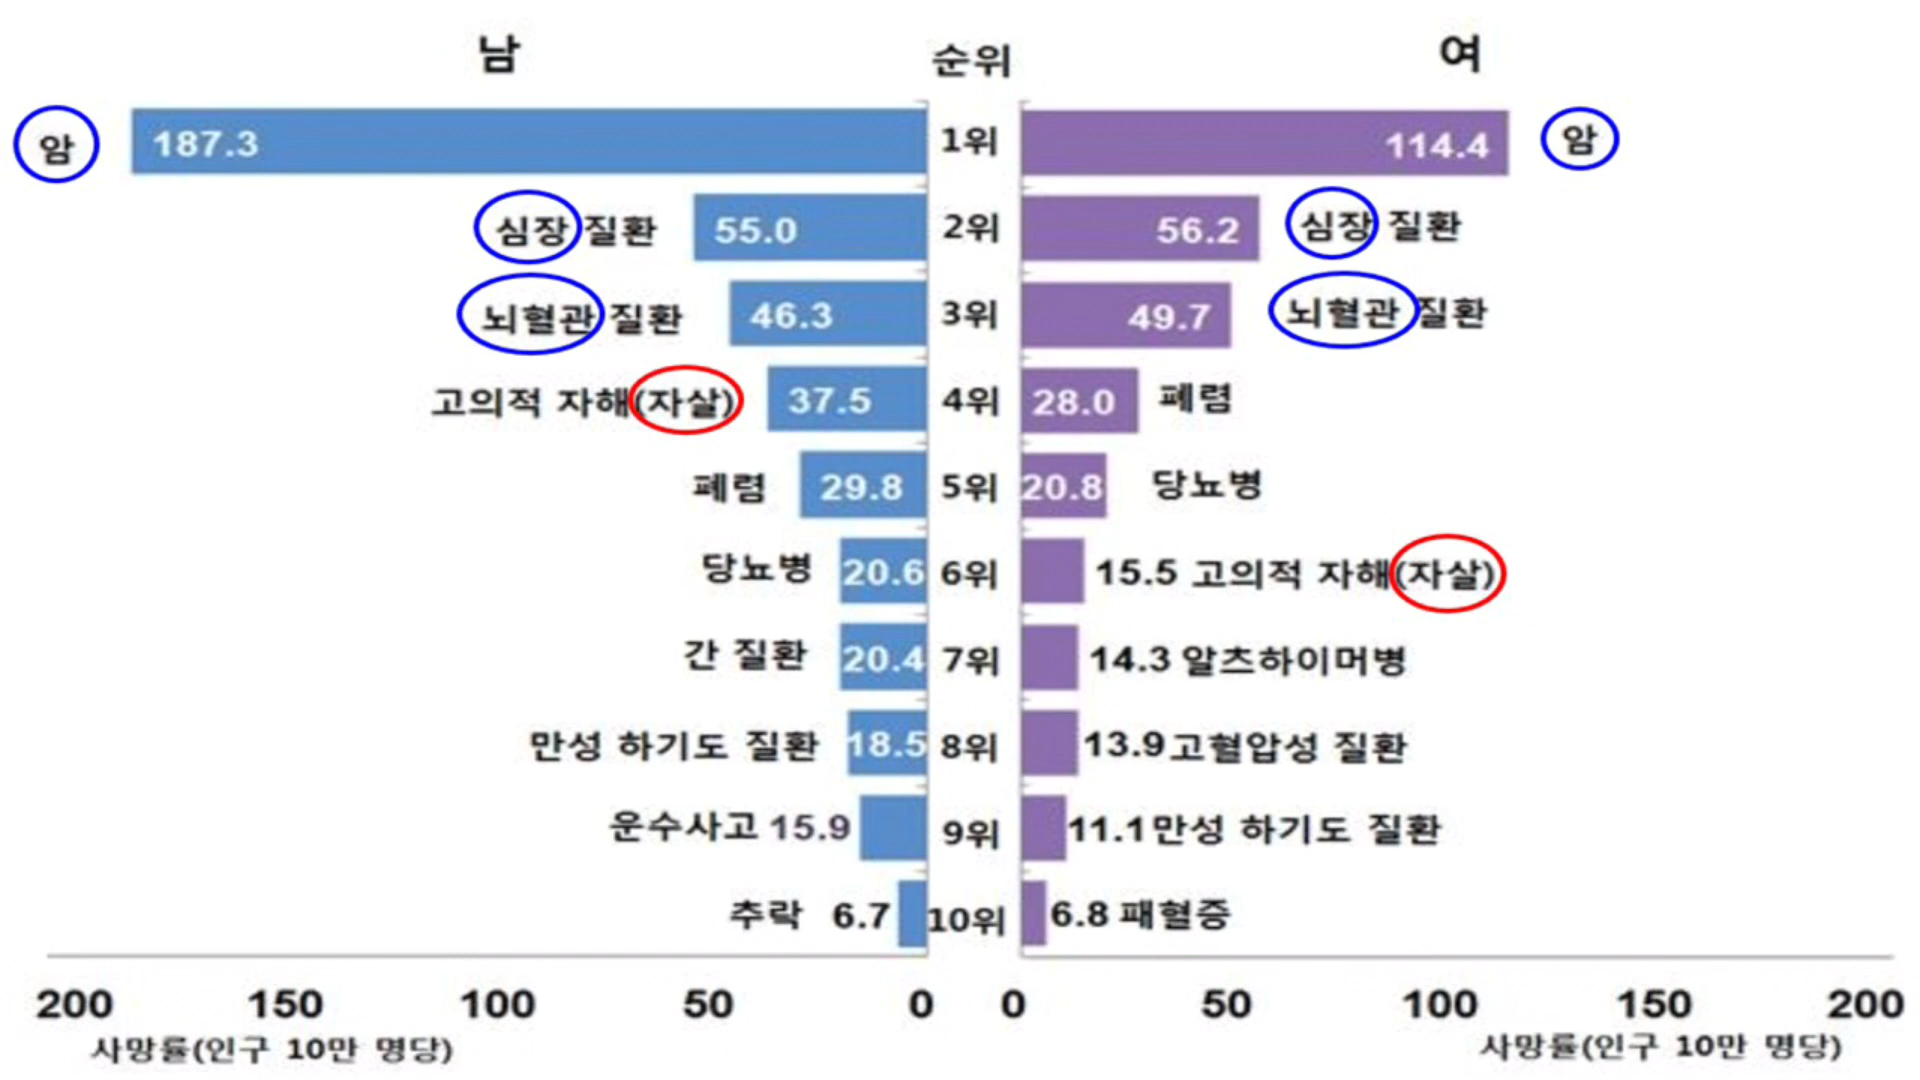 남 순위 여
암 187.3 1위 114.4 암
심장 질환 55.0 2위 56.2 심장 질환
뇌혈관 질환 46.3 3위 49.7 뇌혈관 질환
고의적 자해(자살) 37.5 4위 28.0 폐렴
폐렴 29.8 5위 20.8 당뇨병
당뇨병 20.6 6위 15.5 고의적 자해(자살)
간 질환 20.4 7위 14.3 알츠하이머병
만성 하기도 질환 18.5 8위 13.9 고혈압성 질환
운수사고 15.9 9위 11.1 만성 하기도 질환
추락 6.7 10위 6.8 패혈증
200 150 100 50 0 0 50 100 150 200
사망률(인구 10만 명당) 사망률(인구 10만 명당)